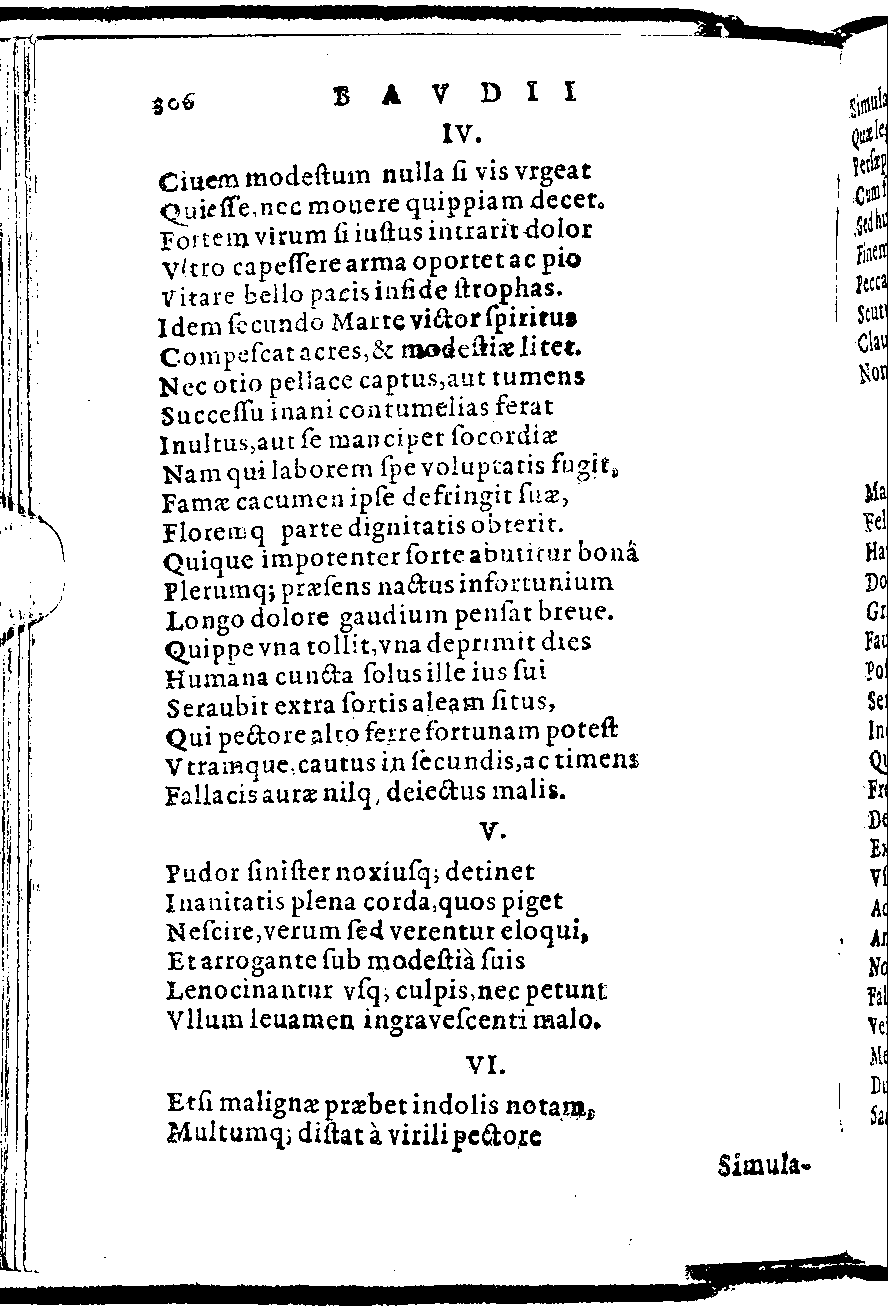 306 BAVDII
IV.
Ciuem modeſtum nulla ſi vis vrgeat
Quieſſe, nec mouere quippiam decet.
Fortem virum ſi iuſtus intrarit dolor
Vltro capeſſere arma oportet ac pio
Vitare bello pacis infide ſtrophas.
Idem ſecundo Marte victor ſpiritus
Compeſcat acres, & modeſtiæ litet.
Nec otio pellace captus, aut tumens
Succeſſu inani contumelias ferat
Inultus, aut ſe mancipet ſocordiæ
Nam qui laborem ſpe voluptatis fugit,
Famæ cacumen ipſe defringit ſuæ,
Floremq parte dignitatis obterit.
Quique impotenter ſorte abutitur bonâ
Plerumq; præſens nactus infortunium
Longo dolore gaudium penſat breue.
Quippe vna tollit, vna deprimit dies
Humana cuncta ſolus ille ius ſui
Seruabit extra ſortis aleam ſitus,
Qui pectore alto ferre fortunam poteſt
Vtramque, cautus in ſecundis, ac timens
Fallacis auræ nilq, deiectus malis.
V.
Pudor ſiniſter noxíuſq; detinet
Inanitatis plena corda, quos piget
Neſcire, verum ſed verentur eloqui,
Et arrogante ſub modeſtià ſuis
Lenocinantur vſq; culpis, nec petunt
Vllum leuamen ingraveſcenti malo.
VI.
Etſi malignæ præbet indolis notam,
Multumq; diſtat à virili pectore
Simula-
Simula
Quæ leg
Perſæp
Cum
Sed hu
Finem
Pecca
Scut
Clau
Non
Ma
Fel
Ha
Do
Gr
Fau
Poſ
Ser
In
Qu
Fre
De
Ex
Vſ
Ac
Ar
No
Fal
Ve
Me
Du
Sa